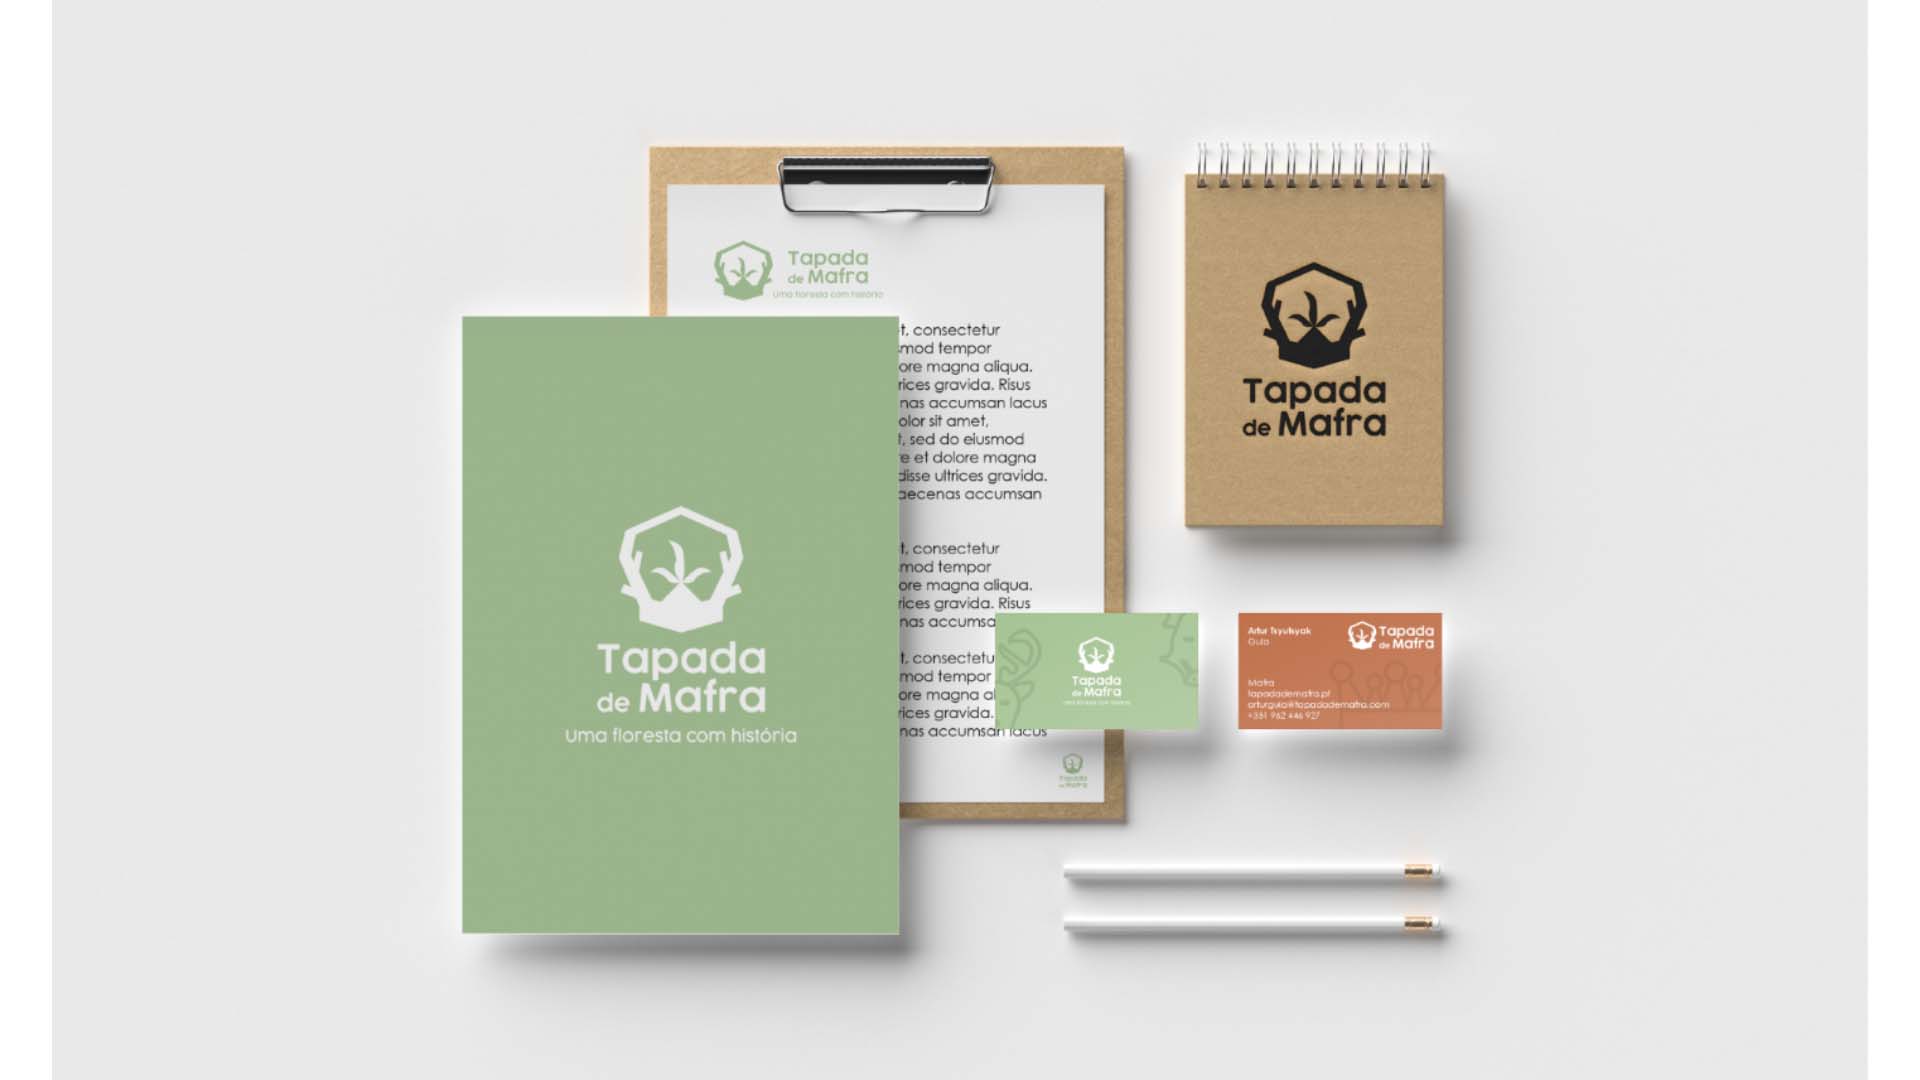 Tapada
de Mafra
Uma floresta com história
t, consectetur
smod tempor
ore magna aliqua.
rices gravida. Risus
nas accumsan lacus
olor sit amet,
t, sed do eiusmod
re et dolore magna
disse ultrices gravida.
aecenas accumsan
t, consectetur
smod tempor
ore magna aliqua.
rices gravida. Risus
nas accumsa
t, consectetu
mod tempor
ore magna al
rices gravida.
nas accumsan lacus
Tapada
de Mafra
Tapada
de Mafra
Uma floresta com história
Tapada
de Mafra
Tapada
de Mafra
Artur Tsyutsyak
Guia
Tapada
de Mafra
Mafra
tapadademafra.pt
arturguia@tapadademafra.com
+351 962 446 927